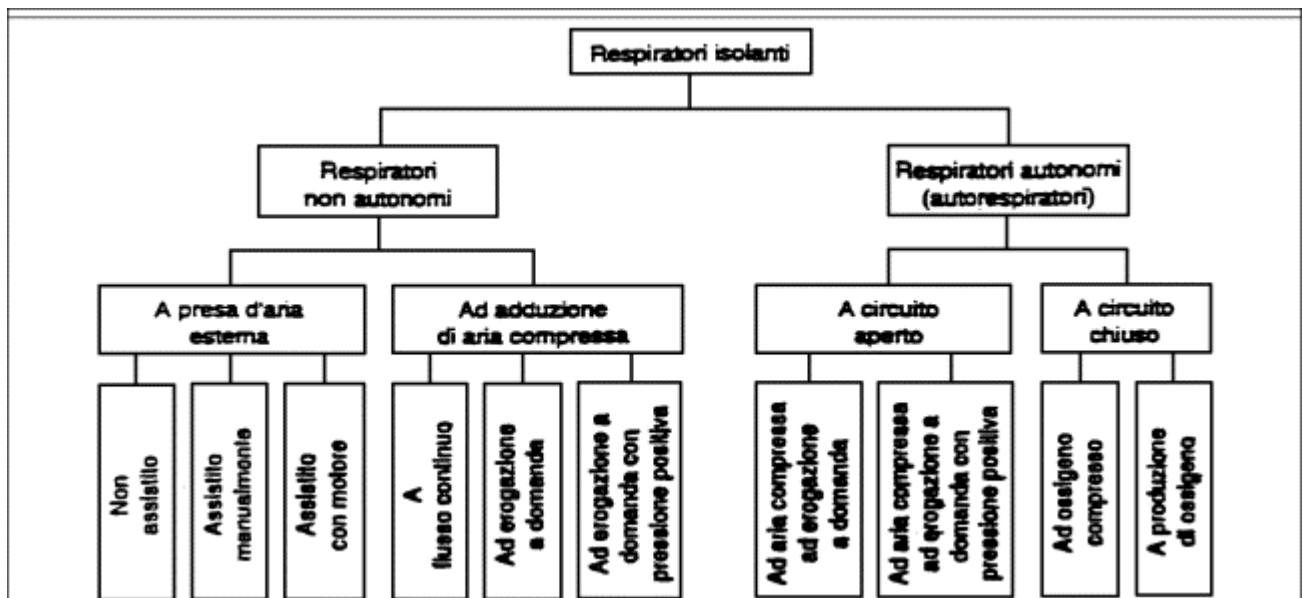 Respiratori isolanti
Respiratori
non autonomi
Respiratori autonomi
(autorespiratori)
A presa d'aria
esterna
Ad adduzione
di aria compressa
A circuito
aperto
A circuito
chiuso
Non
assistito
Assistito
manualmente
Assistito
con motore
A
flusso continuo
Ad erogazione
a domanda
Ad erogazione a
domanda con
pressione positiva
Ad aria compressa
ad erogazione
a domanda
Ad aria compressa
ad erogazione a
domanda con
pressione positiva
Ad ossigeno
compresso
A produzione
di ossigeno